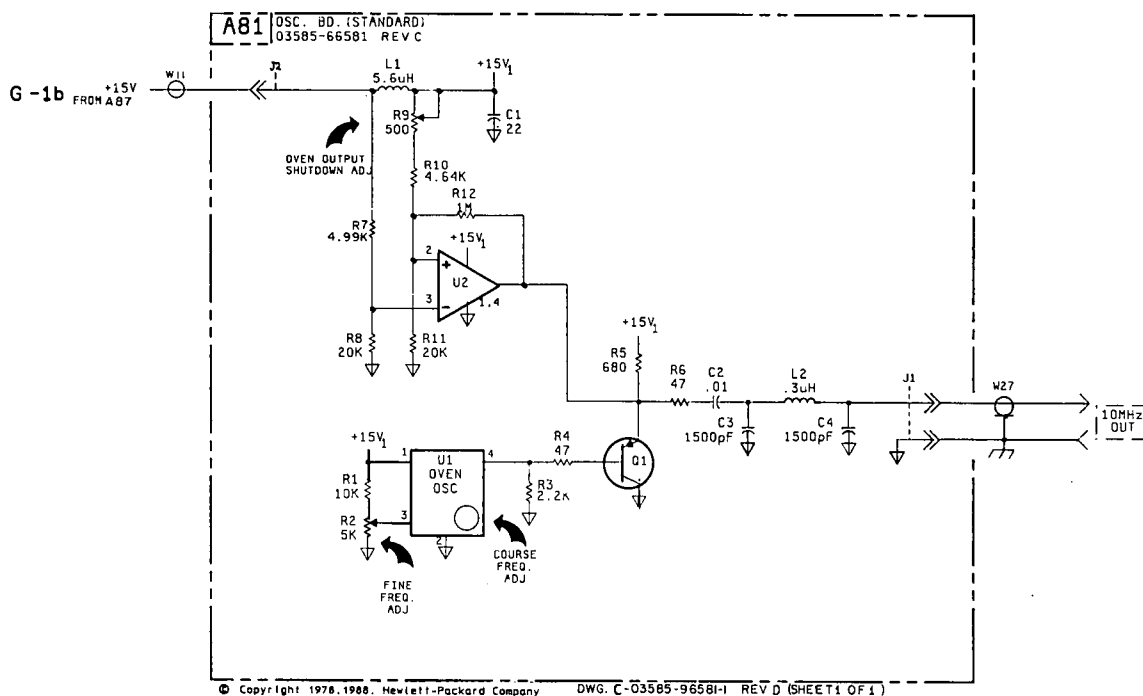 A81
OSC. BD. (STANDARD)
03585-66581 REV C
G-1b
+15V
FROM A87
W11
J2
L1
5.6uH
+15V1
C1
.22
R9
500
OVEN OUTPUT
SHUTDOWN ADJ
R10
4.64K
R12
1M
R7
4.99K
+15V1
2
+
U2
3
-
1,4
R8
20K
R11
20K
+15V1
R5
680
R6
47
C2
.01
L2
.3uH
J1
W27
C3
1500pF
C4
1500pF
10MHz
OUT
+15V1
1
U1
OVEN
OSC
4
R4
47
Q1
R1
10K
R3
2.2K
R2
5K
3
2
COURSE
FREQ.
ADJ
FINE
FREQ.
ADJ
© Copyright 1978,1988, Hewlett-Packard Company DWG. C-03585-96581-1 REV D (SHEET 1 OF 1)